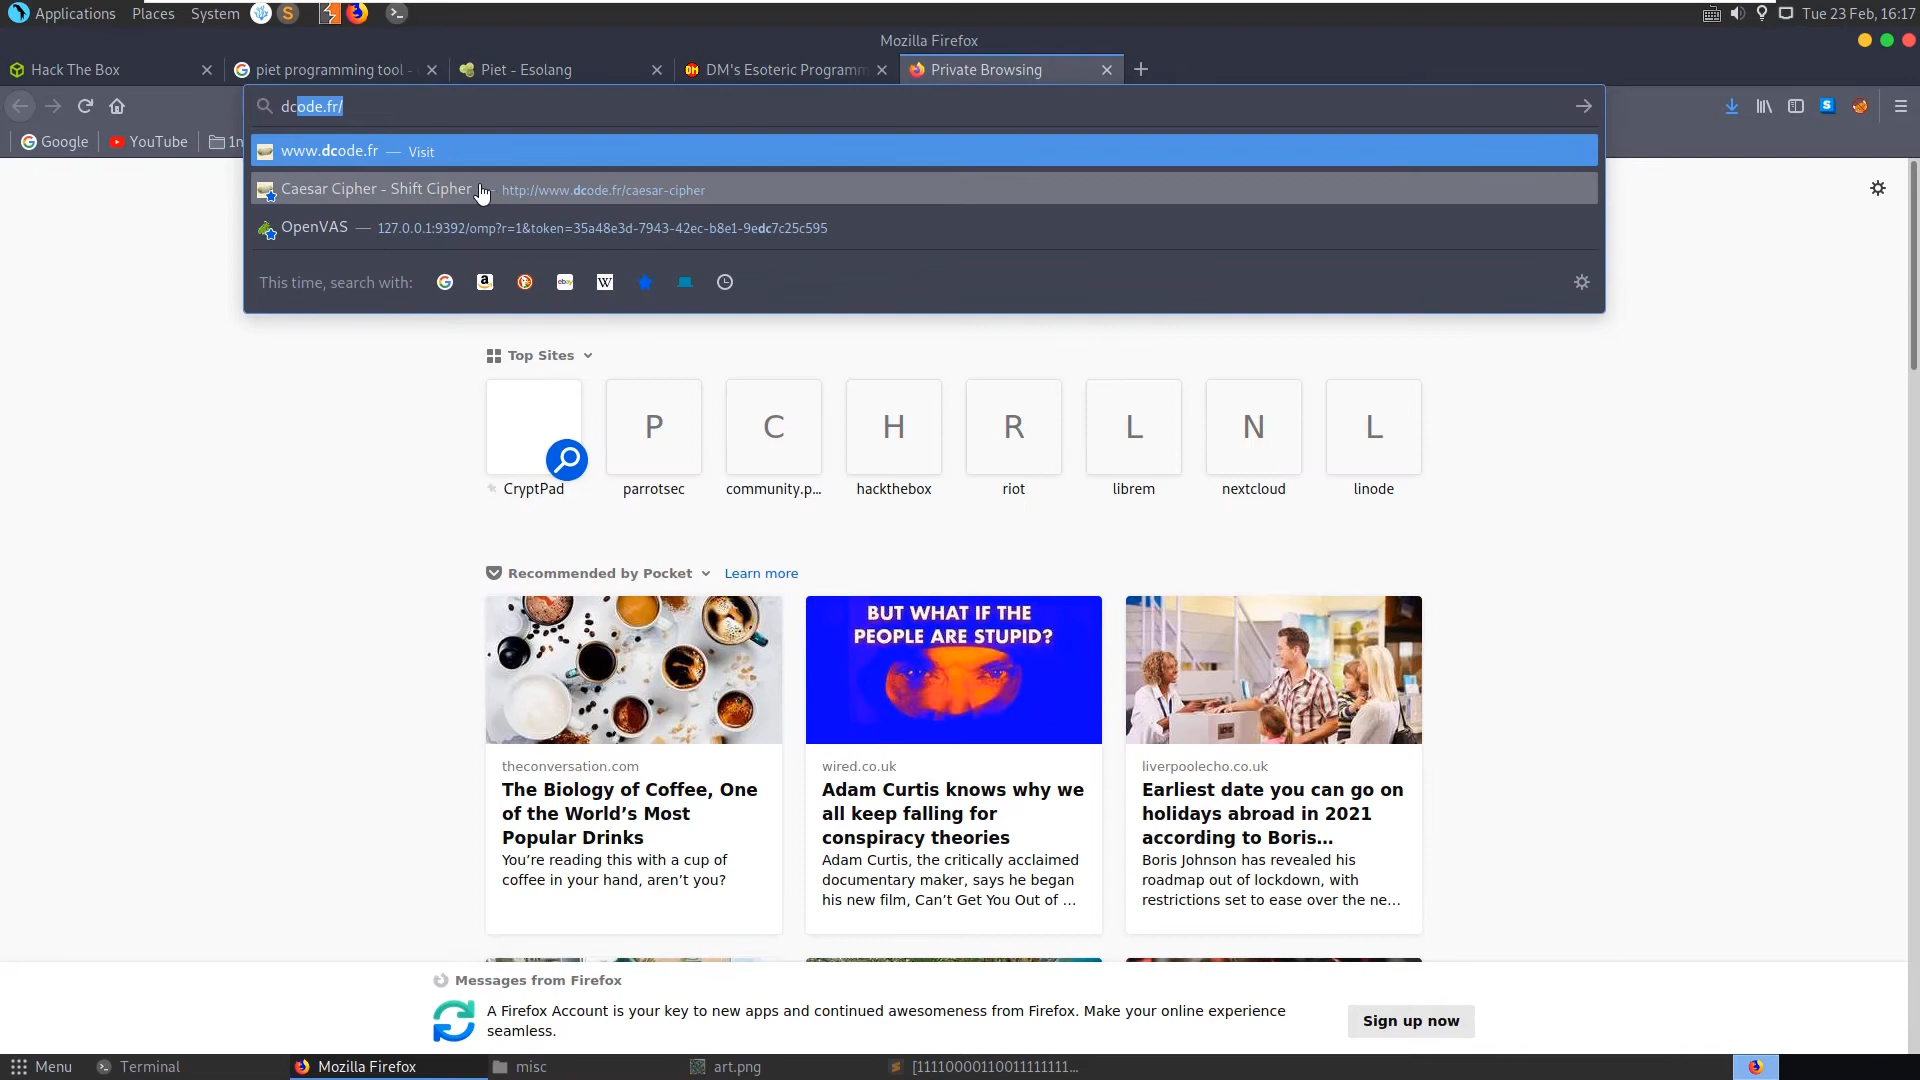 Applications Places System Tue 23 Feb, 16:17
Mozilla Firefox
Hack The Box piet programming tool - Piet - Esolang DM's Esoteric Programm Private Browsing
dcode.fr/
Google YouTube 1n
www.dcode.fr — Visit
Caesar Cipher - Shift Cipher http://www.dcode.fr/caesar-cipher
OpenVAS — 127.0.0.1:9392/omp?r=1&token=35a48e3d-7943-42ec-b8e1-9edc7c25c595
This time, search with:
Top Sites
P C H R L N L
CryptPad parrotsec community.p... hackthebox riot librem nextcloud linode
Recommended by Pocket Learn more
BUT WHAT IF THE
PEOPLE ARE STUPID?
theconversation.com
The Biology of Coffee, One
of the World’s Most
Popular Drinks
You’re reading this with a cup of
coffee in your hand, aren’t you?
wired.co.uk
Adam Curtis knows why we
all keep falling for
conspiracy theories
Adam Curtis, the critically acclaimed
documentary maker, says he began
his new film, Can’t Get You Out of ...
liverpoolecho.co.uk
Earliest date you can go on
holidays abroad in 2021
according to Boris...
Boris Johnson has revealed his
roadmap out of lockdown, with
restrictions set to ease over the ne...
Messages from Firefox
A Firefox Account is your key to new apps and continued awesomeness from Firefox. Make your online experience
seamless.
Sign up now
Menu Terminal Mozilla Firefox misc art.png [11110000110011111111...